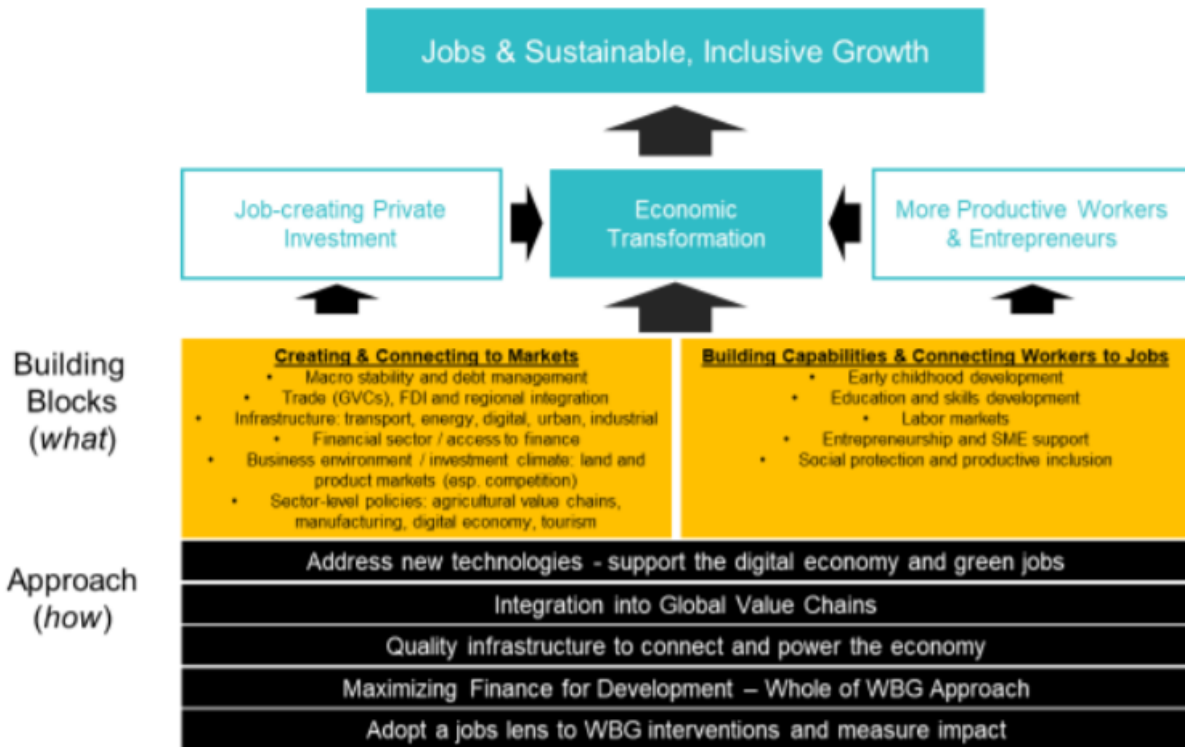 Jobs & Sustainable, Inclusive Growth
Job-creating Private
Investment
Economic
Transformation
More Productive Workers
& Entrepreneurs
Building
Blocks
(what)
Creating & Connecting to Markets
• Macro stability and debt management
• Trade (GVCs), FDI and regional integration
• Infrastructure: transport, energy, digital, urban, industrial
• Financial sector / access to finance
• Business environment / investment climate: land and
product markets (esp. competition)
• Sector-level policies: agricultural value chains,
manufacturing, digital economy, tourism
Building Capabilities & Connecting Workers to Jobs
• Early childhood development
• Education and skills development
• Labor markets
• Entrepreneurship and SME support
• Social protection and productive inclusion
Approach
(how)
Address new technologies - support the digital economy and green jobs
Integration into Global Value Chains
Quality infrastructure to connect and power the economy
Maximizing Finance for Development – Whole of WBG Approach
Adopt a jobs lens to WBG interventions and measure impact